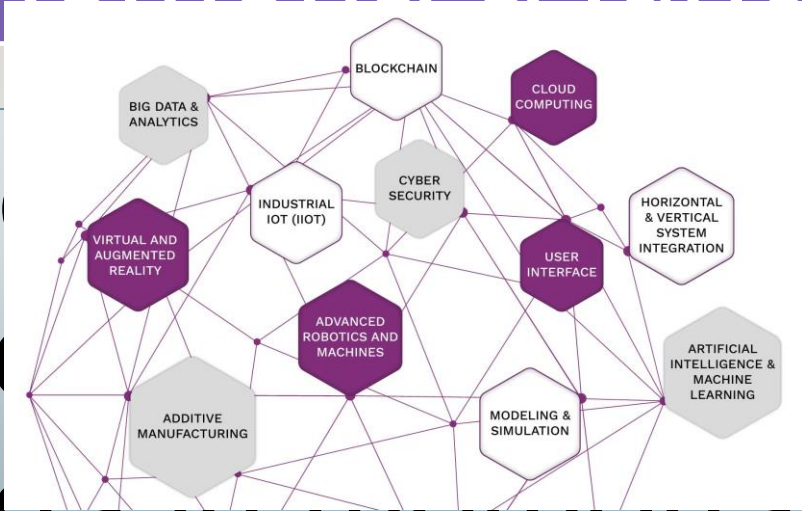 BLOCKCHAIN
CLOUD
COMPUTING
BIG DATA &
ANALYTICS
CYBER
SECURITY
INDUSTRIAL
IOT (IIOT)
HORIZONTAL
& VERTICAL
SYSTEM
INTEGRATION
VIRTUAL AND
AUGMENTED
REALITY
USER
INTERFACE
ADVANCED
ROBOTICS AND
MACHINES
ARTIFICIAL
INTELLIGENCE &
MACHINE
LEARNING
ADDITIVE
MANUFACTURING
MODELING &
SIMULATION